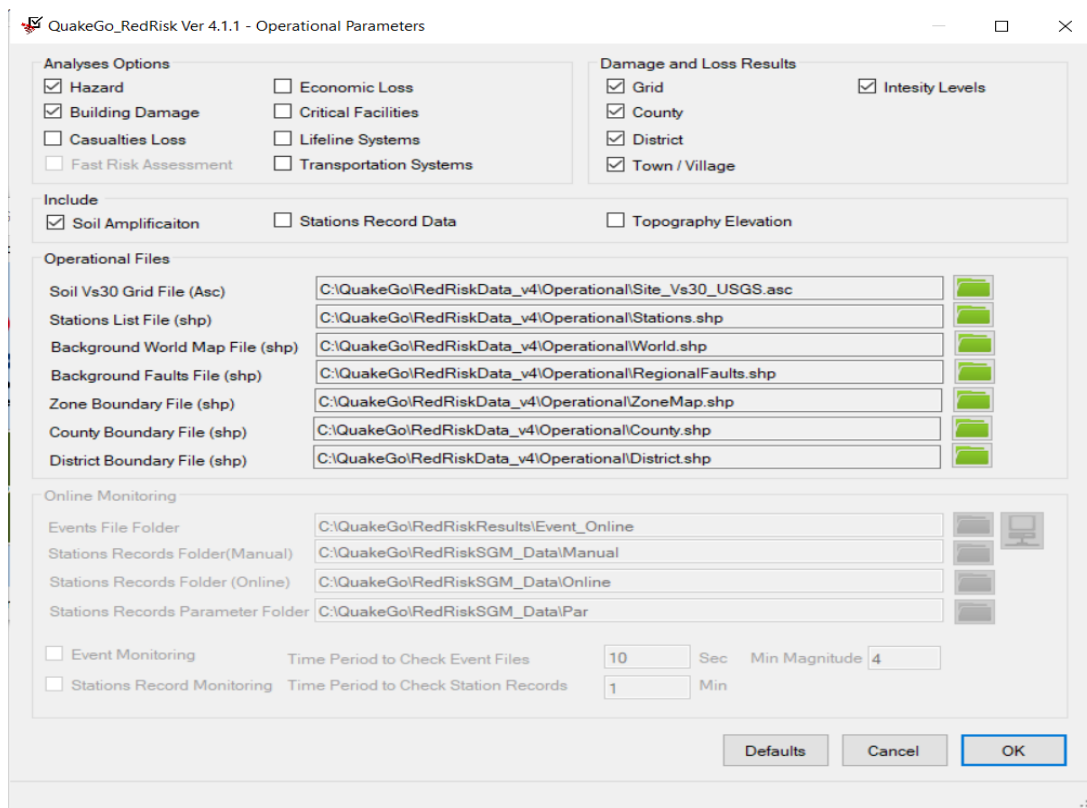 QuakeGo_RedRisk Ver 4.1.1 - Operational Parameters
Analyses Options
Hazard
Economic Loss
Building Damage
Critical Facilities
Casualties Loss
Lifeline Systems
Fast Risk Assessment
Transportation Systems
Damage and Loss Results
Grid
Intesity Levels
County
District
Town / Village
Include
Soil Amplificaiton
Stations Record Data
Topography Elevation
Operational Files
Soil Vs30 Grid File (Asc) C:\QuakeGo\RedRiskData_v4\Operational\Site_Vs30_USGS.asc
Stations List File (shp) C:\QuakeGo\RedRiskData_v4\Operational\Stations.shp
Background World Map File (shp) C:\QuakeGo\RedRiskData_v4\Operational\World.shp
Background Faults File (shp) C:\QuakeGo\RedRiskData_v4\Operational\RegionalFaults.shp
Zone Boundary File (shp) C:\QuakeGo\RedRiskData_v4\Operational\ZoneMap.shp
County Boundary File (shp) C:\QuakeGo\RedRiskData_v4\Operational\County.shp
District Boundary File (shp) C:\QuakeGo\RedRiskData_v4\Operational\District.shp
Online Monitoring
Events File Folder C:\QuakeGo\RedRiskResults\Event_Online
Stations Records Folder(Manual) C:\QuakeGo\RedRiskSGM_Data\Manual
Stations Records Folder (Online) C:\QuakeGo\RedRiskSGM_Data\Online
Stations Records Parameter Folder C:\QuakeGo\RedRiskSGM_Data\Par
Event Monitoring Time Period to Check Event Files 10 Sec Min Magnitude 4
Stations Record Monitoring Time Period to Check Station Records 1 Min
Defaults Cancel OK